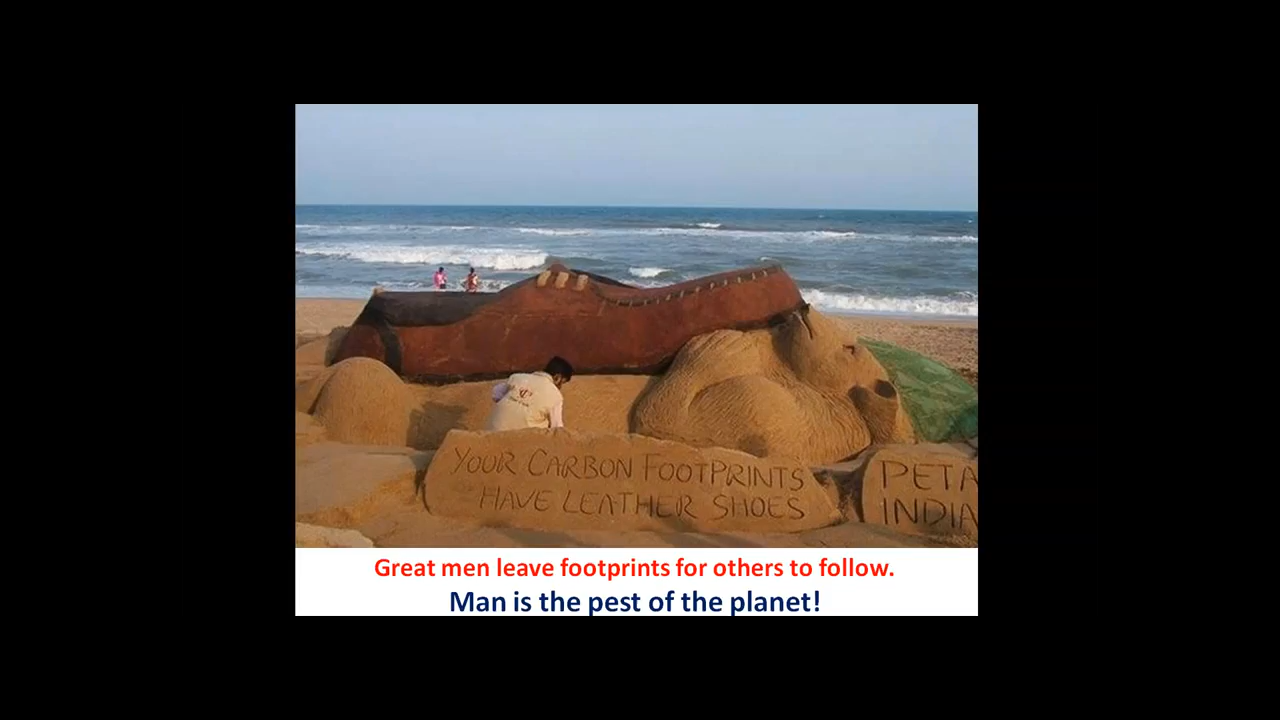 YOUR CARBON FOOTPRINTS
HAVE LEATHER SHOES
PETA
INDIA
Great men leave footprints for others to follow.
Man is the pest of the planet!